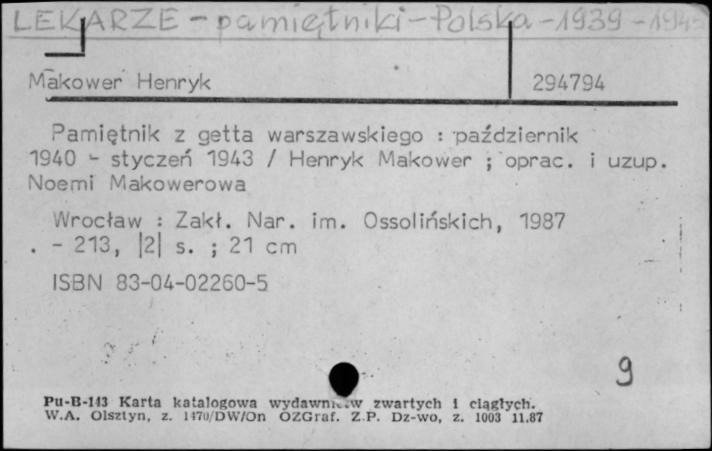 LEKARZE - pamiętniki - Polska - 1939 - 1945
Makower Henryk 294794
Pamiętnik z getta warszawskiego : październik
1940 - styczeń 1943 / Henryk Makower ; oprac. i uzup.
Noemi Makowerowa
Wrocław : Zakł. Nar. im. Ossolińskich, 1987
. - 213, |2| s. ; 21 cm
ISBN 83-04-02260-5
9
Pu-B-143 Karta katalogowa zwartych i ciągłych.
W.A. Olsztyn, z. 1470/DW/On OZGraf. Z.P. Dz-wo, z. 1003 11.87